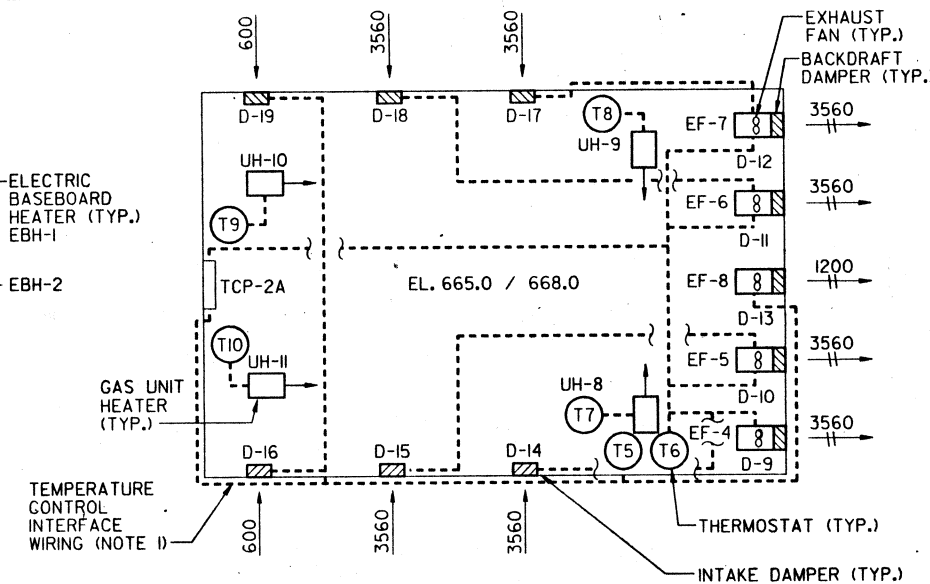 600
3560
3560
EXHAUST
FAN (TYP.)
BACKDRAFT
DAMPER (TYP.
D-19
D-18
D-17
T8
UH-9
EF-7
3560
D-12
ELECTRIC
BASEBOARD
HEATER (TYP.)
EBH-1
EBH-2
UH-10
T9
EF-6
3560
D-11
TCP-2A
EL. 665.0 / 668.0
EF-8
1200
D-13
T10
UH-11
EF-5
3560
D-10
GAS UNIT
HEATER
(TYP.)
UH-8
T7
T5
T6
EF-4
3560
D-9
D-16
D-15
D-14
TEMPERATURE
CONTROL
INTERFACE
WIRING (NOTE 1)
600
3560
3560
THERMOSTAT (TYP.)
INTAKE DAMPER (TYP.)